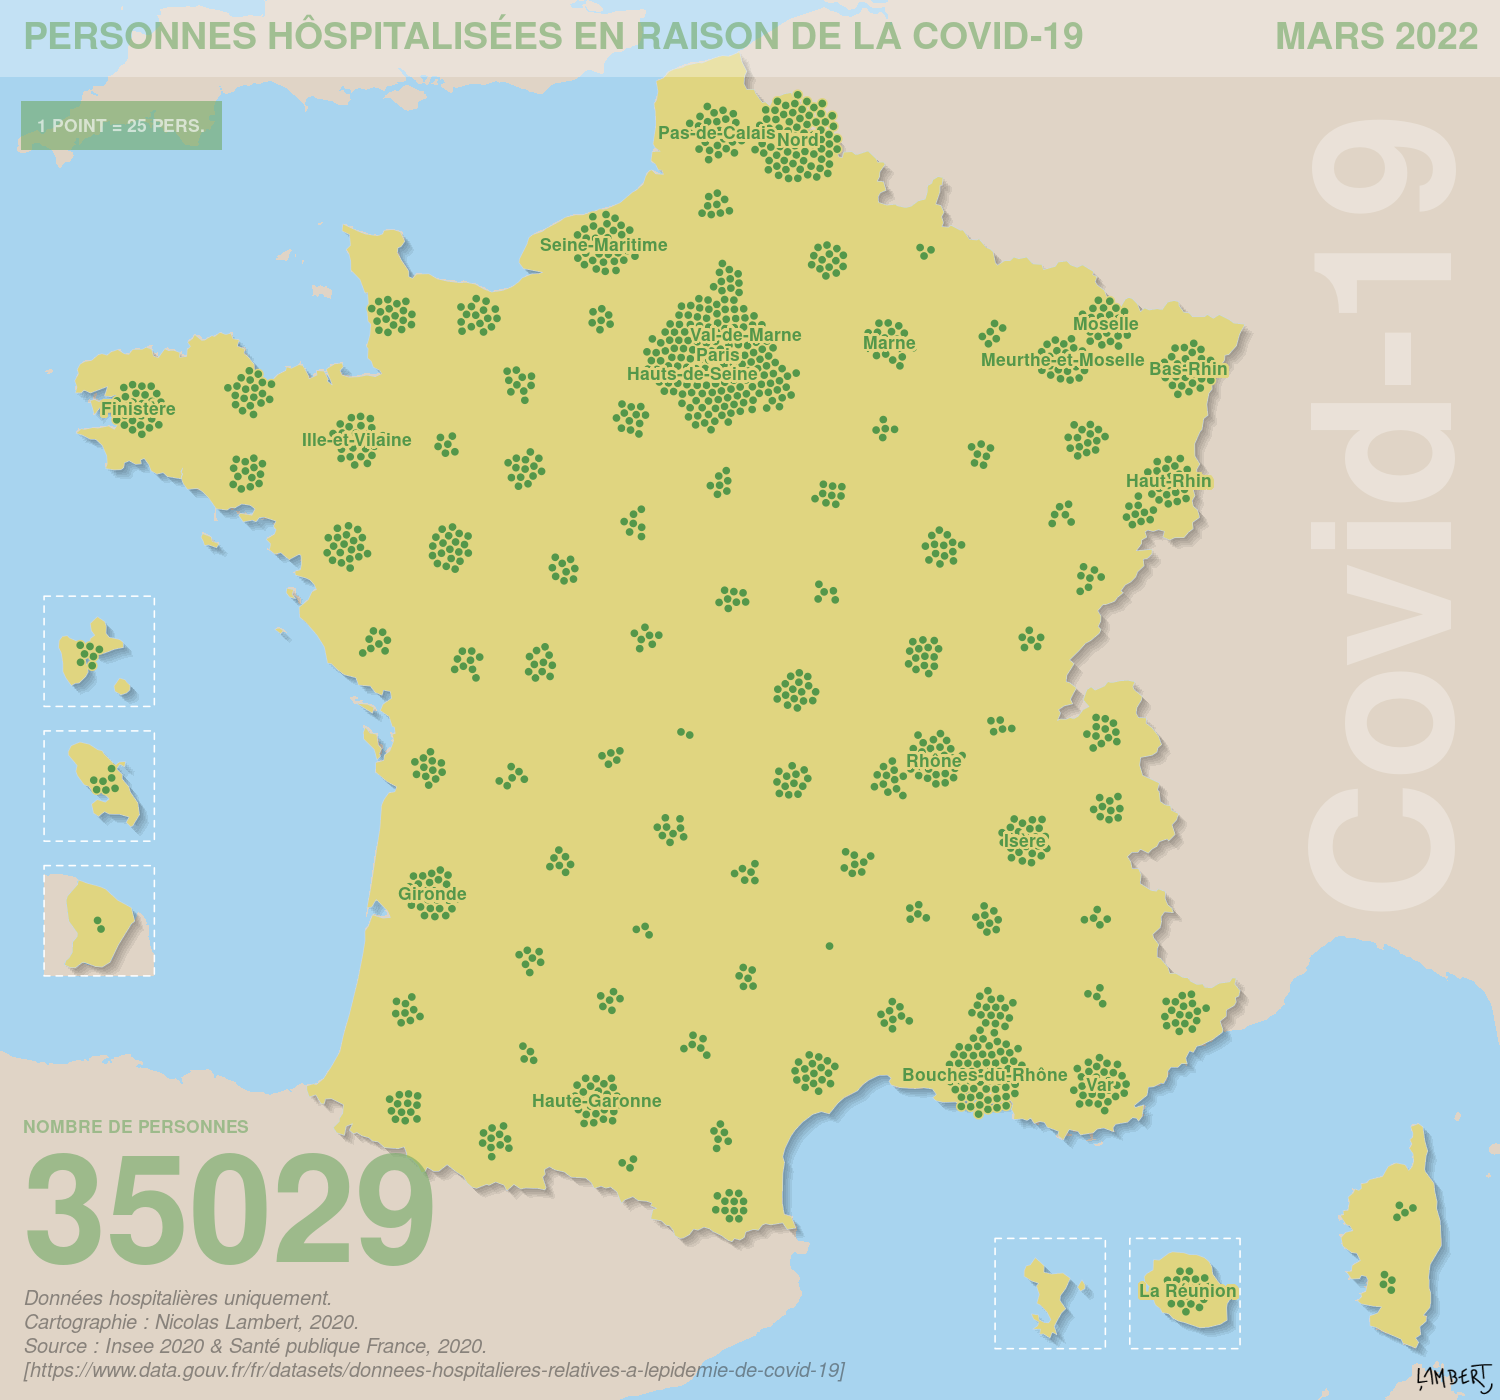 PERSONNES HÔSPITALISÉES EN RAISON DE LA COVID-19
MARS 2022
1 POINT = 25 PERS.
Covid-19
Pas-de-Calais
Nord
Seine-Maritime
Val-de-Marne
Paris
Hauts-de-Seine
Marne
Moselle
Meurthe-et-Moselle
Bas-Rhin
Finistère
Ille-et-Vilaine
Haut-Rhin
Rhône
Isère
Gironde
Bouches-du-Rhône
Var
Haute-Garonne
La Réunion
NOMBRE DE PERSONNES
35029
Données hospitalières uniquement.
Cartographie : Nicolas Lambert, 2020.
Source : Insee 2020 & Santé publique France, 2020.
[https://www.data.gouv.fr/fr/datasets/donnees-hospitalieres-relatives-a-lepidemie-de-covid-19]
LAMBERT